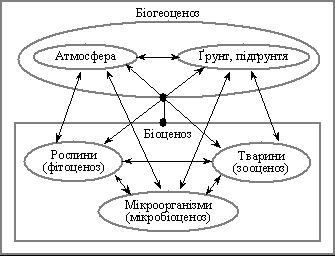 Біогеоценоз
Атмосфера
Ґрунт, підґрунтя
Біоценоз
Рослини
(фітоценоз)
Тварини
(зооценоз)
Мікроорганізми
(мікробіоценоз)